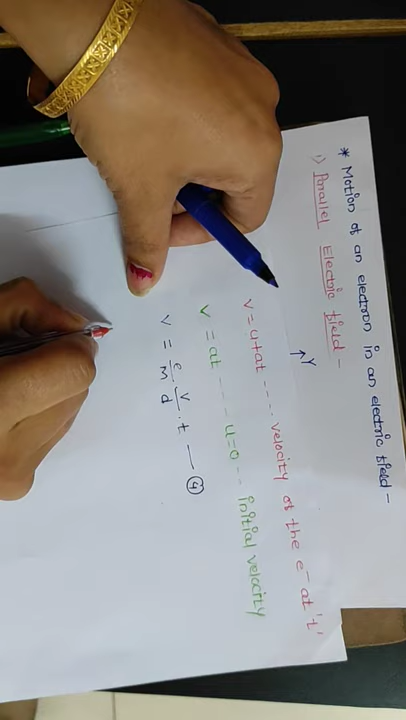 * Motion of an electron in an electric field -
1) Parallel Electric field -
↑Y
v = u+at .... velocity of the e⁻ at 't'
v = at ---- u=0 -- initial velocity
v = e/m V/d . t — ④